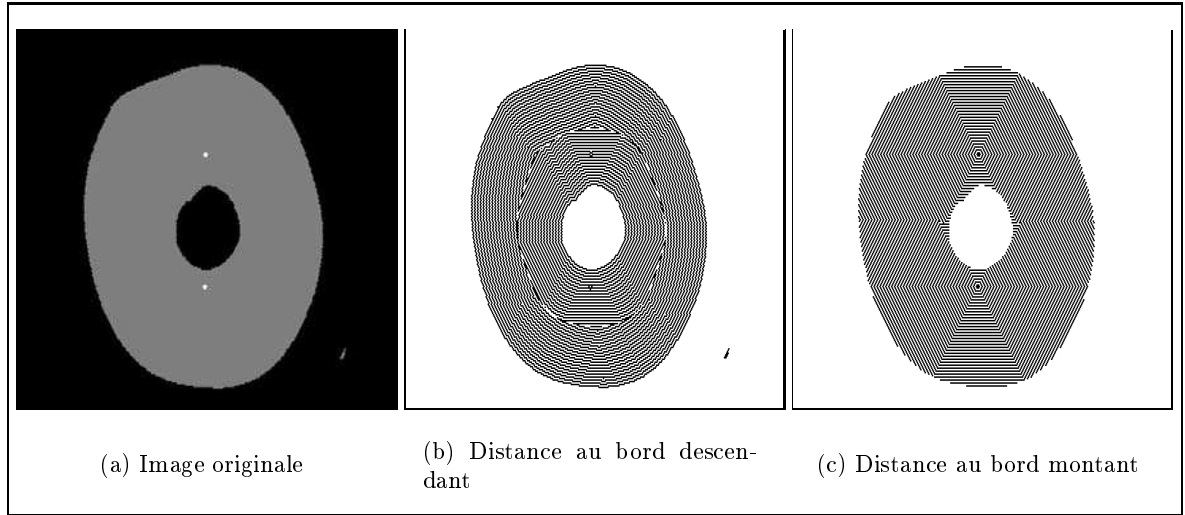 (a) Image originale
(b) Distance au bord descen-
dant
(c) Distance au bord montant